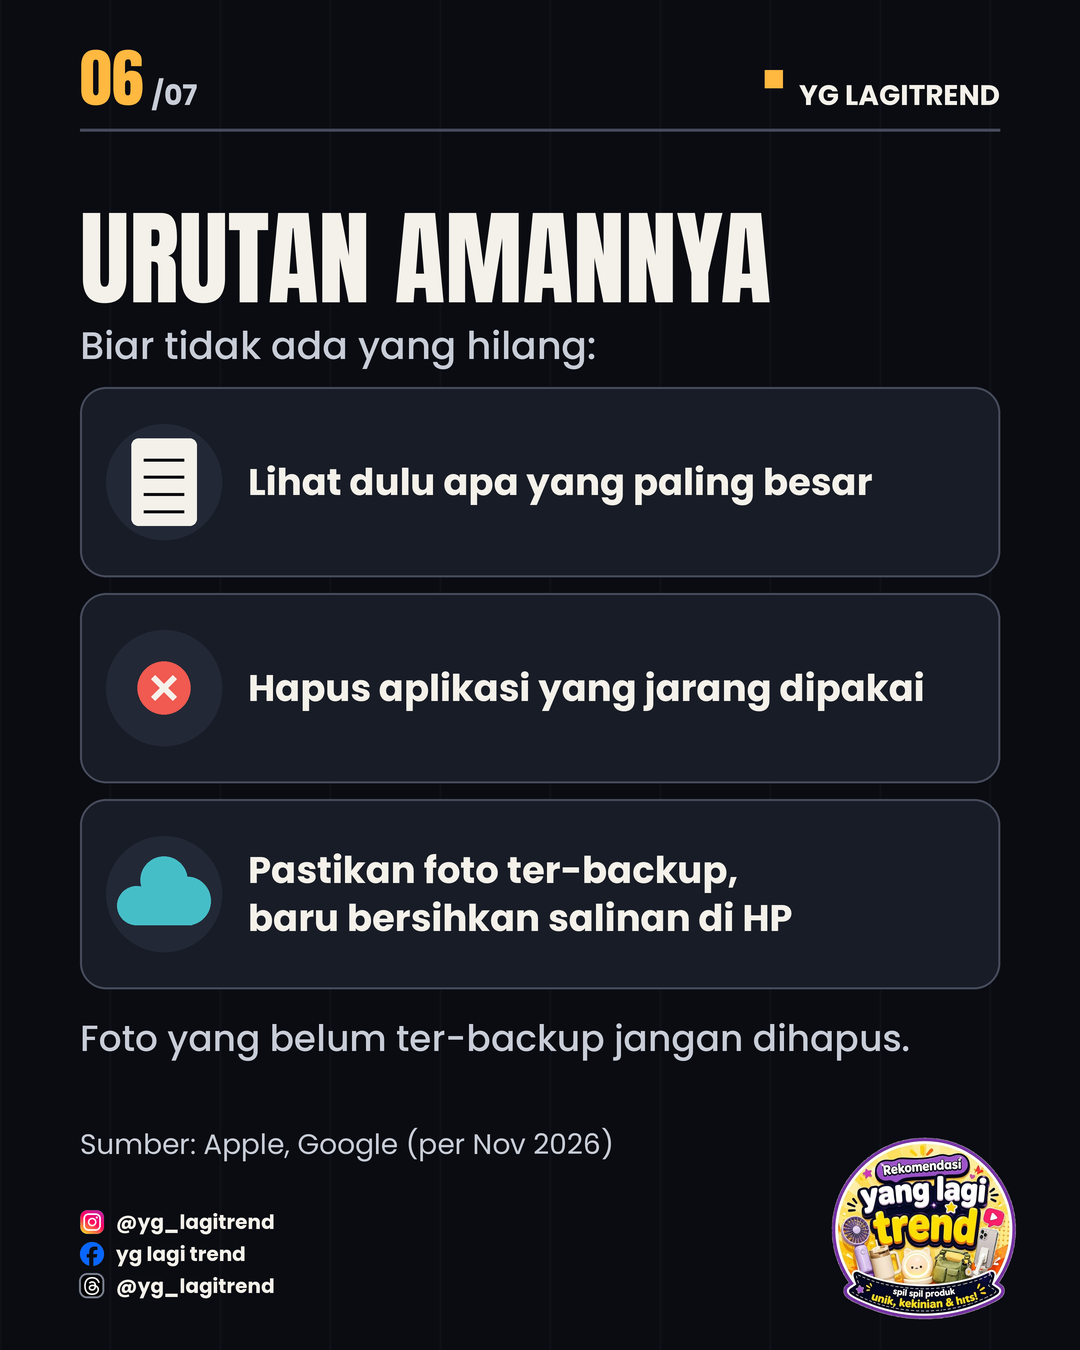 06 /07
YG LAGITREND
URUTAN AMANNYA
Biar tidak ada yang hilang:
Lihat dulu apa yang paling besar
Hapus aplikasi yang jarang dipakai
Pastikan foto ter-backup,
baru bersihkan salinan di HP
Foto yang belum ter-backup jangan dihapus.
Sumber: Apple, Google (per Nov 2026)
@yg_lagitrend
yg lagi trend
@yg_lagitrend
Rekomendasi
yang lagi
trend
spil spil produk
unik, kekinian & hits!